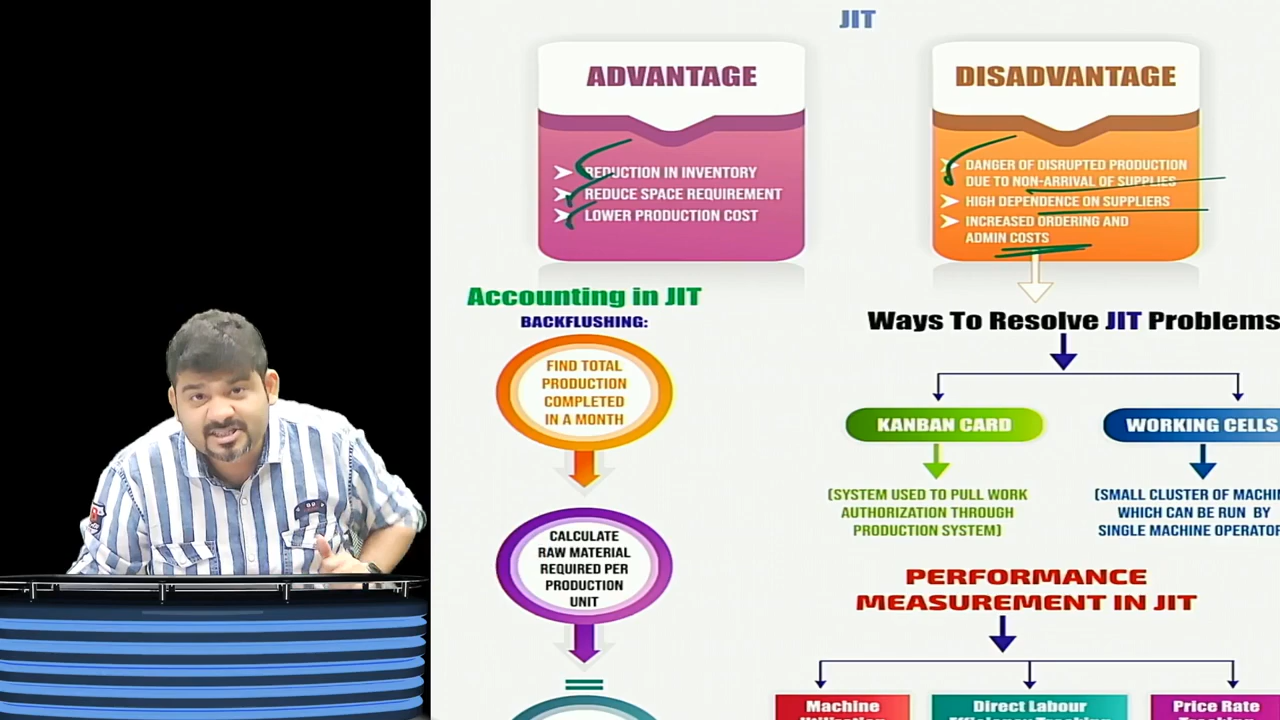 JIT
ADVANTAGE
REDUCTION IN INVENTORY
REDUCE SPACE REQUIREMENT
LOWER PRODUCTION COST
DISADVANTAGE
DANGER OF DISRUPTED PRODUCTION
DUE TO NON-ARRIVAL OF SUPPLIES
HIGH DEPENDENCE ON SUPPLIERS
INCREASED ORDERING AND
ADMIN COSTS
Accounting in JIT
BACKFLUSHING:
FIND TOTAL
PRODUCTION
COMPLETED
IN A MONTH
CALCULATE
RAW MATERIAL
REQUIRED PER
PRODUCTION
UNIT
=
Ways To Resolve JIT Problems
KANBAN CARD
(SYSTEM USED TO PULL WORK
AUTHORIZATION THROUGH
PRODUCTION SYSTEM)
WORKING CELLS
(SMALL CLUSTER OF MACHI
WHICH CAN BE RUN BY
SINGLE MACHINE OPERATOR
PERFORMANCE
MEASUREMENT IN JIT
Machine
Direct Labour
Price Rate